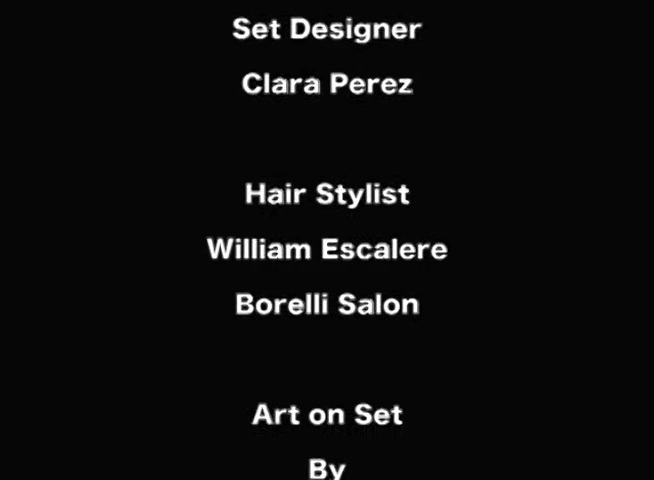 Set Designer
Clara Perez
Hair Stylist
William Escalere
Borelli Salon
Art on Set
By